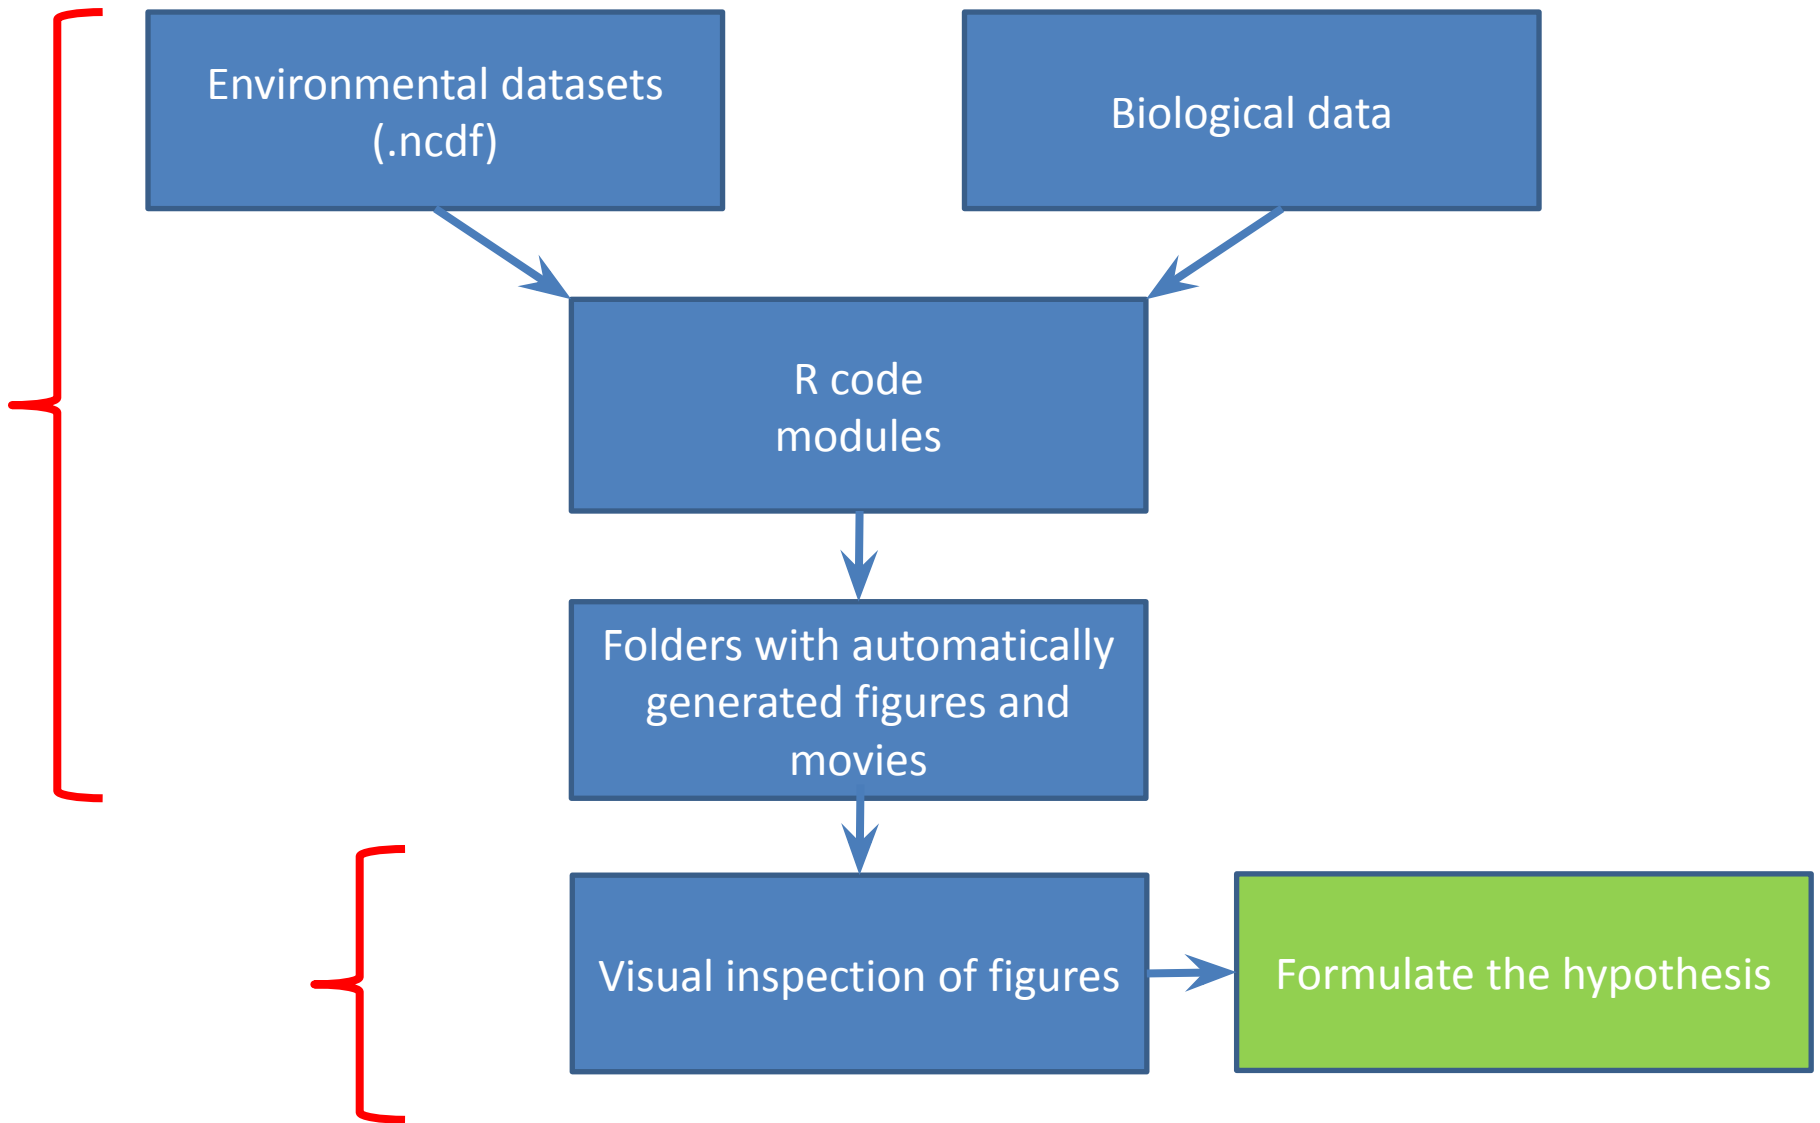 Environmental datasets
(.ncdf)
Biological data
R code
modules
Folders with automatically
generated figures and
movies
Visual inspection of figures
Formulate the hypothesis